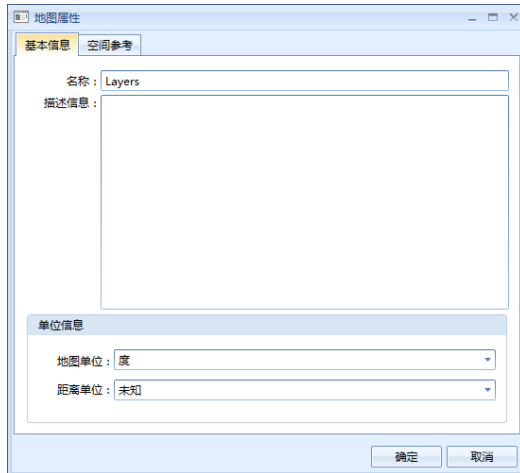 地图属性
基本信息 空间参考
名称：Layers
描述信息：
单位信息
地图单位：度
距离单位：未知
确定 取消